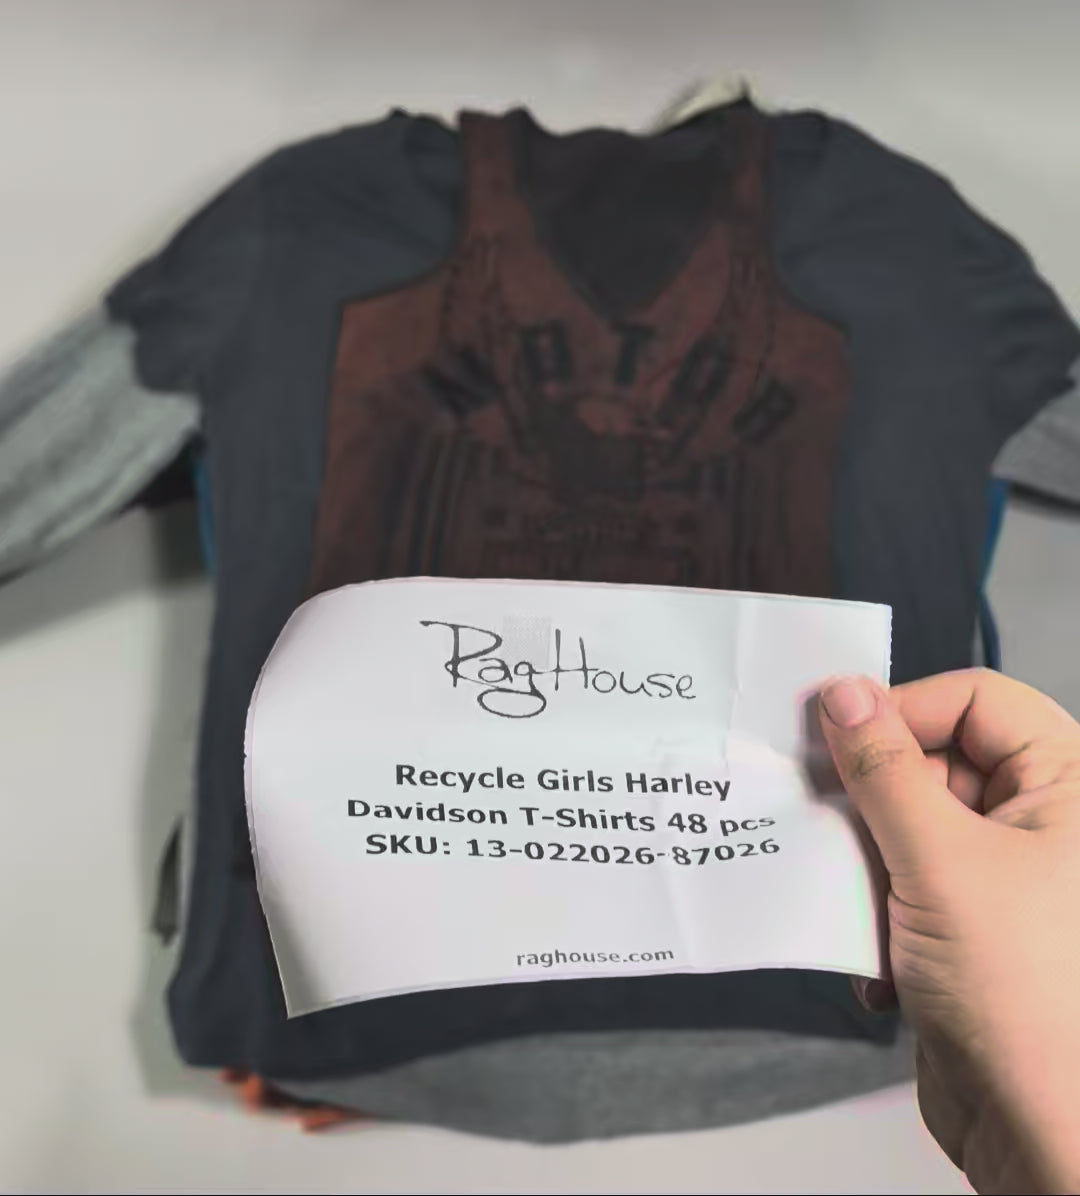 MOTOR
RagHouse
Recycle Girls Harley
Davidson T-Shirts 48 pcs
SKU: 13-022026-87026
raghouse.com